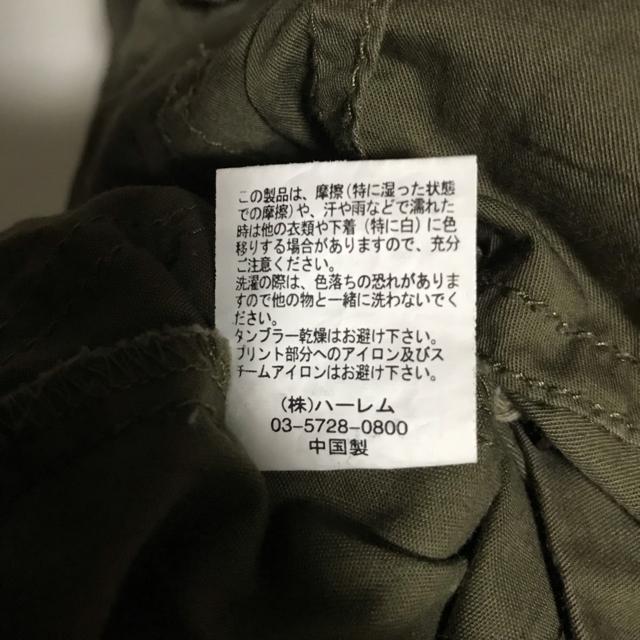 この製品は、摩擦(特に湿った状態
での摩擦)や、汗や雨などで濡れた
時は他の衣類や下着(特に白)に色
移りする場合がありますので、充分
ご注意ください。
洗濯の際は、色落ちの恐れがありま
すので他の物と一緒に洗わないでく
ださい。
タンブラー乾燥はお避け下さい。
プリント部分へのアイロン及びス
チームアイロンはお避け下さい。
(株)ハーレム
03-5728-0800
中国製